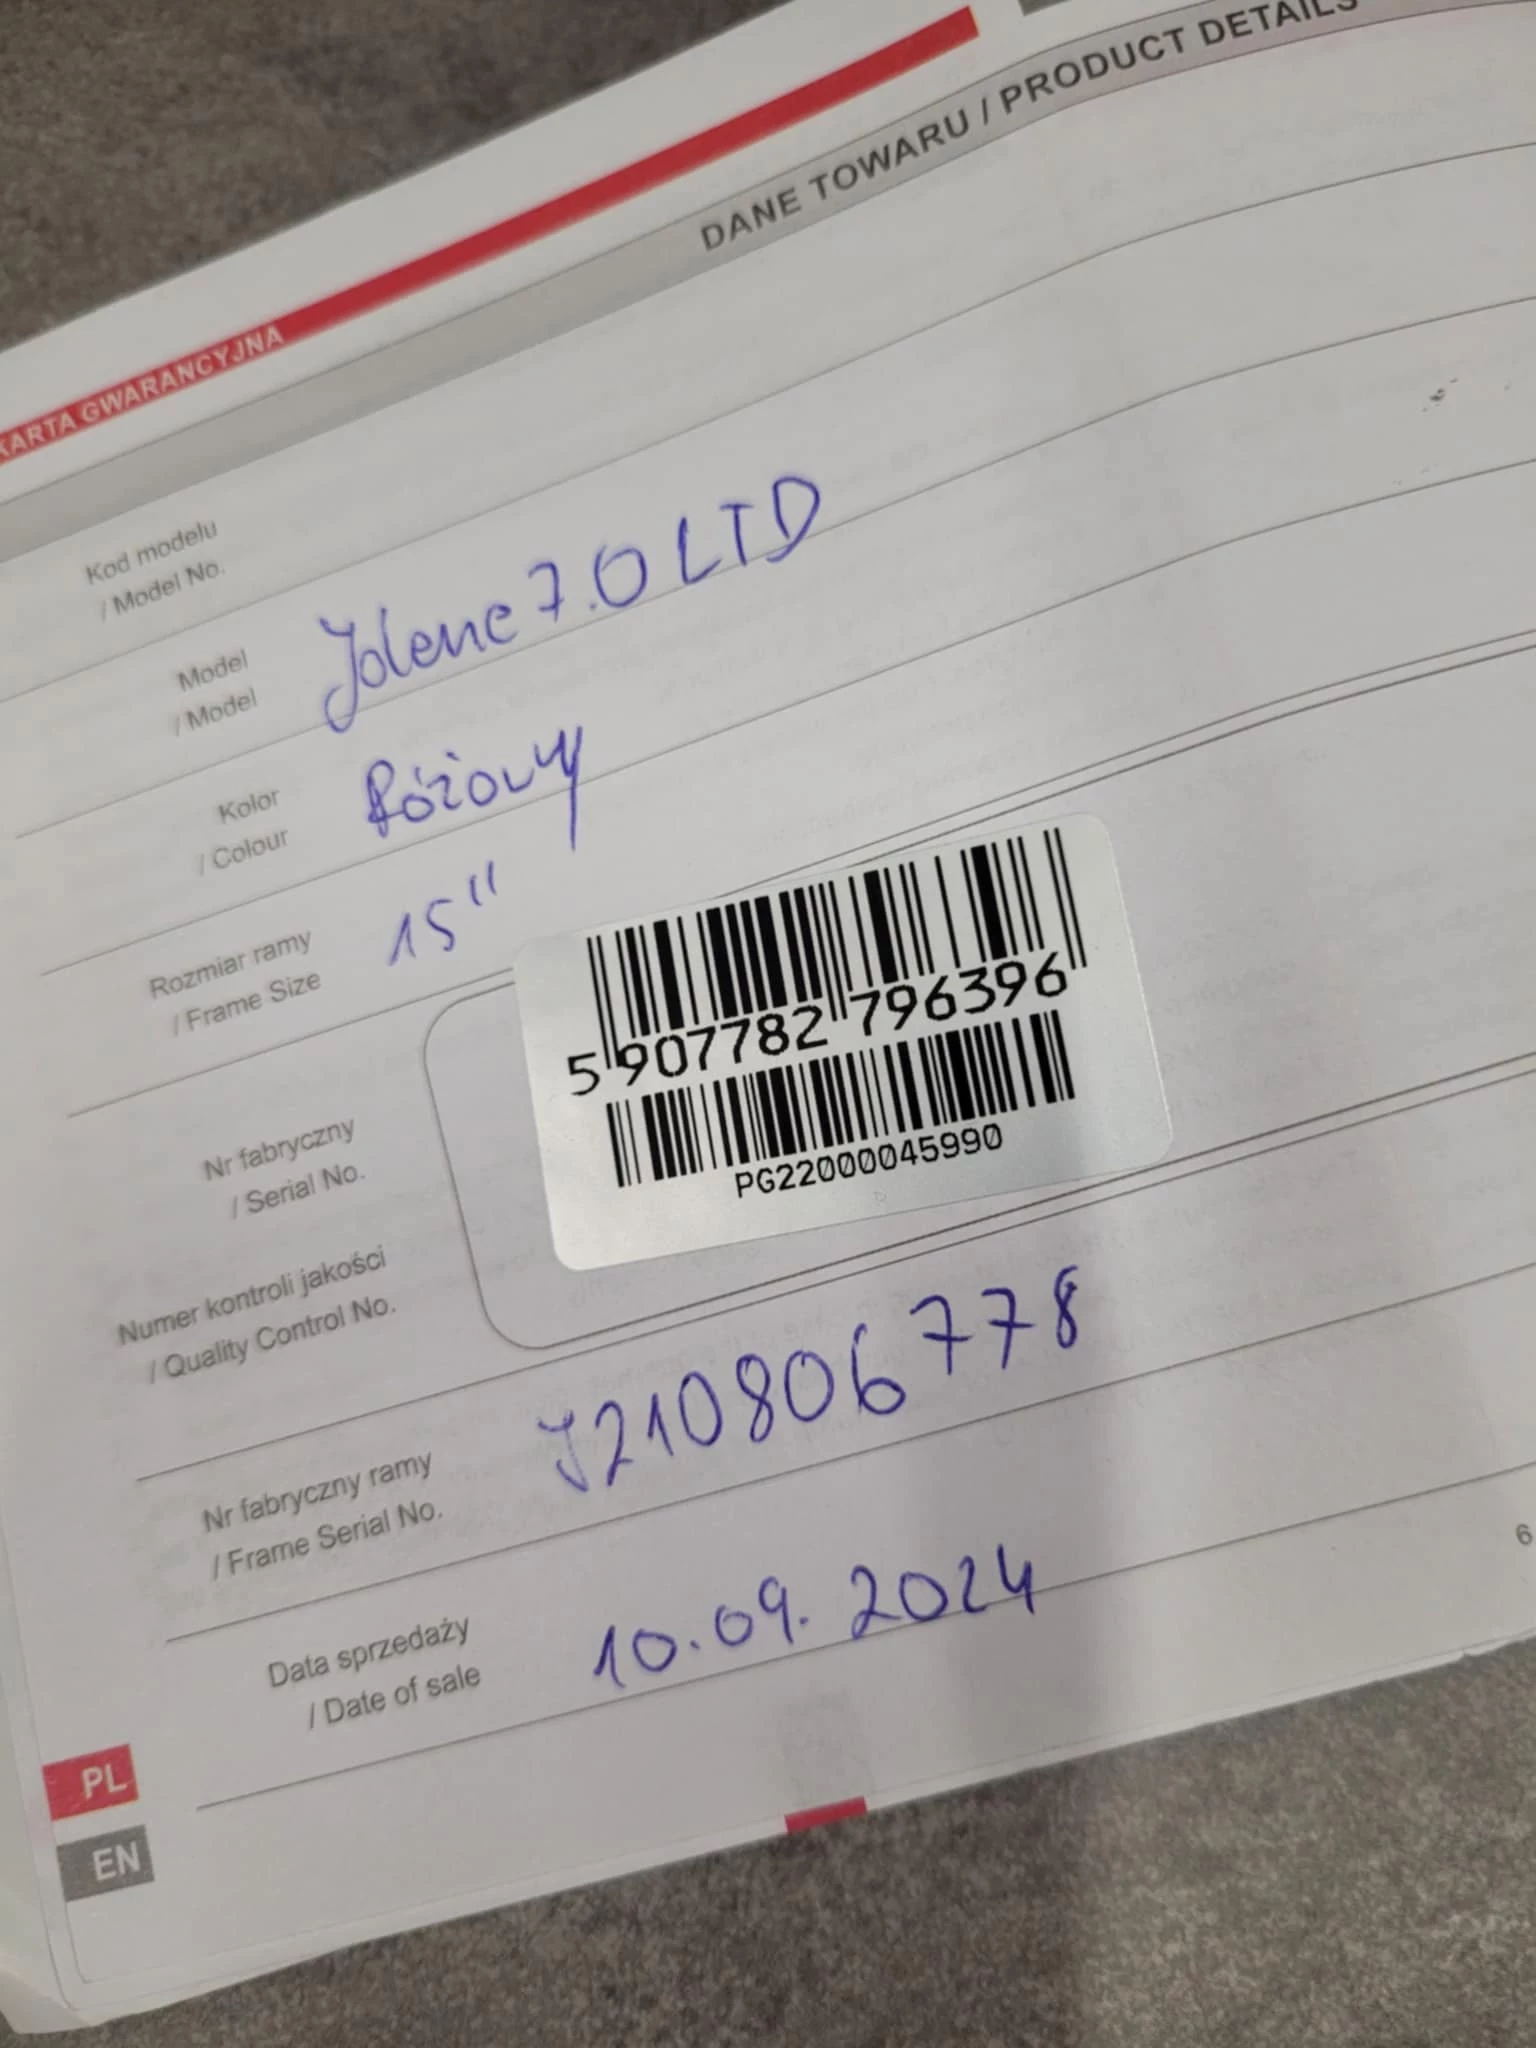 KARTA GWARANCYJNA
DANE TOWARU / PRODUCT DETAILS
Kod modelu
/ Model No.
Model
/ Model
Jolene 7.0 LTD
Kolor
/ Colour
Różowy
Rozmiar ramy
/ Frame Size
15"
Nr fabryczny
/ Serial No.
5 907782 796396
PG22000045990
Numer kontroli jakości
/ Quality Control No.
Nr fabryczny ramy
/ Frame Serial No.
J210806778
Data sprzedaży
/ Date of sale
10.09.2024
6
PL
EN